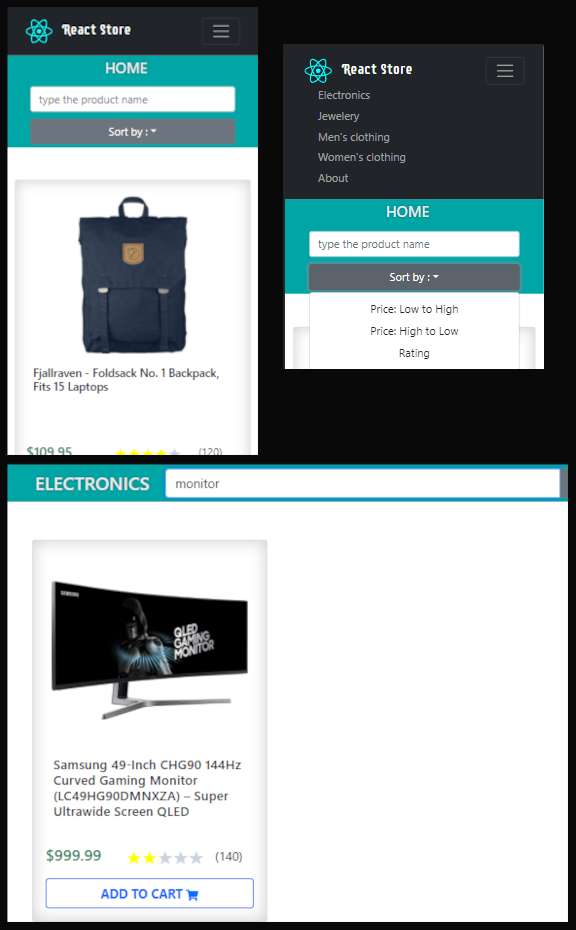 React Store
HOME
type the product name
Sort by :
Fjallraven - Foldsack No. 1 Backpack,
Fits 15 Laptops
$109.95 (120)
React Store
Electronics
Jewelery
Men's clothing
Women's clothing
About
HOME
type the product name
Sort by :
Price: Low to High
Price: High to Low
Rating
ELECTRONICS monitor
SAMSUNG
QLED
GAMING
MONITOR
Samsung 49-Inch CHG90 144Hz
Curved Gaming Monitor
(LC49HG90DMNXZA) – Super
Ultrawide Screen QLED
$999.99 (140)
ADD TO CART